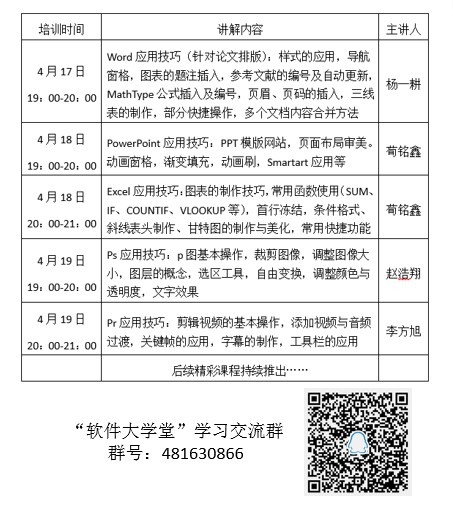 培训时间 讲解内容 主讲人
4月17日
19：00-20；00
Word 应用技巧（针对论文排版）：样式的应用，导航
窗格，图表的题注插入，参考文献的编号及自动更新，
MathType 公式插入及编号，页眉、页码的插入，三线
表的制作，部分快捷操作，多个文档内容合并方法
杨一耕
4月18日
19：00-20：00
PowerPoint 应用技巧：PPT 模版网站，页面布局审美。
动画窗格，渐变填充，动画刷，Smartart 应用等
荀铭鑫
4月18日
20：00-21：00
Excel 应用技巧：图表的制作技巧，常用函数使用（SUM、
IF、COUNTIF、VLOOKUP 等），首行冻结，条件格式、
斜线表头制作、甘特图的制作与美化，常用快捷功能
荀铭鑫
4月19日
19：00-20：00
Ps 应用技巧：p 图基本操作，裁剪图像，调整图像大
小，图层的概念，选区工具，自由变换，调整颜色与
透明度，文字效果
赵浩翔
4月19日
20：00-21：00
Pr 应用技巧：剪辑视频的基本操作，添加视频与音频
过渡，关键帧的应用，字幕的制作，工具栏的应用
李方旭
后续精彩课程持续推出……
“软件大学堂”学习交流群
群号：481630866